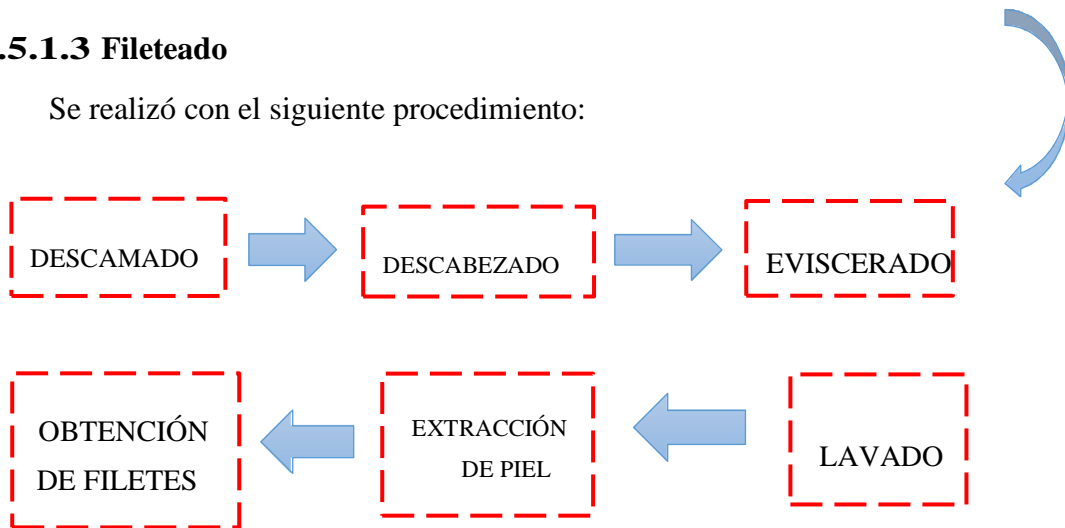 .5.1.3 Fileteado
Se realizó con el siguiente procedimiento:
DESCAMADO
DESCABEZADO
EVISCERADO
LAVADO
EXTRACCIÓN
DE PIEL
OBTENCIÓN
DE FILETES